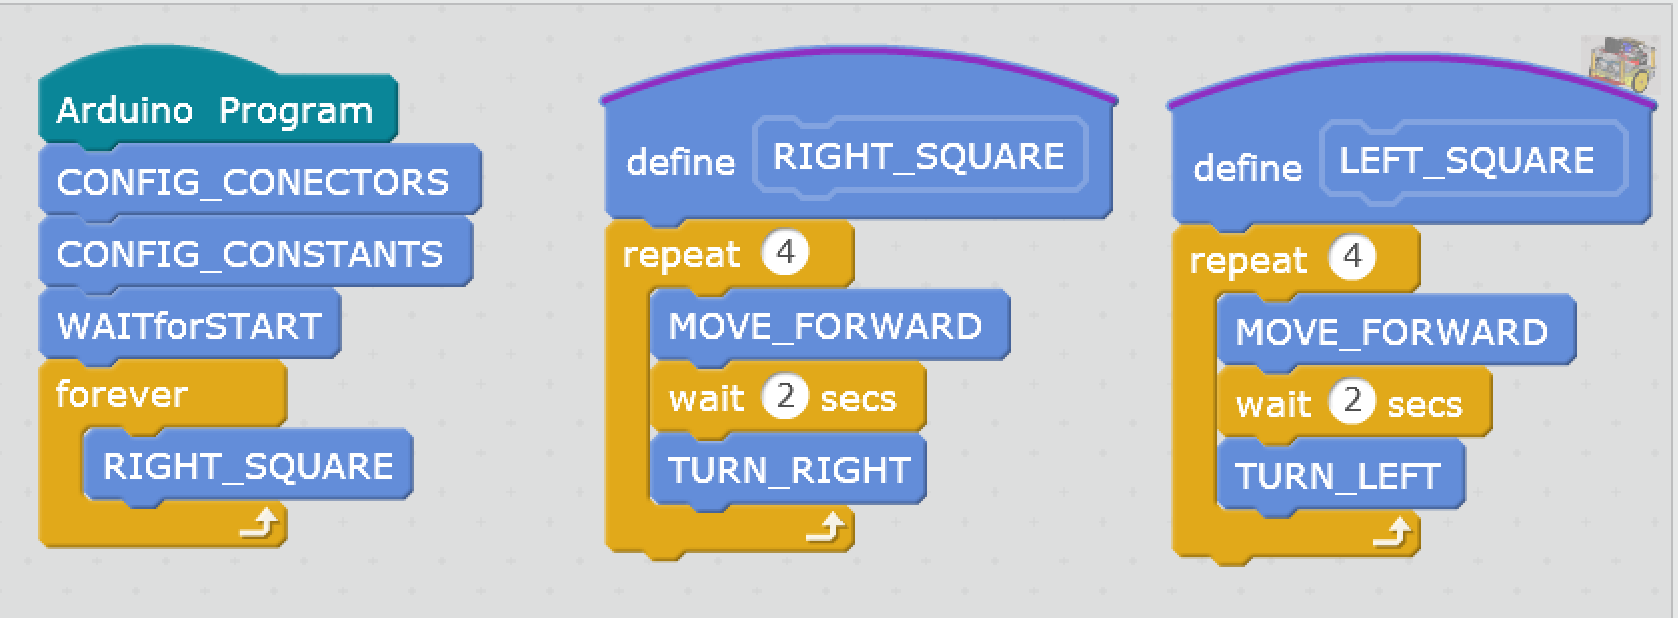 Arduino Program
CONFIG_CONECTORS
CONFIG_CONSTANTS
WAITforSTART
forever
RIGHT_SQUARE
define RIGHT_SQUARE
repeat 4
MOVE_FORWARD
wait 2 secs
TURN_RIGHT
define LEFT_SQUARE
repeat 4
MOVE_FORWARD
wait 2 secs
TURN_LEFT